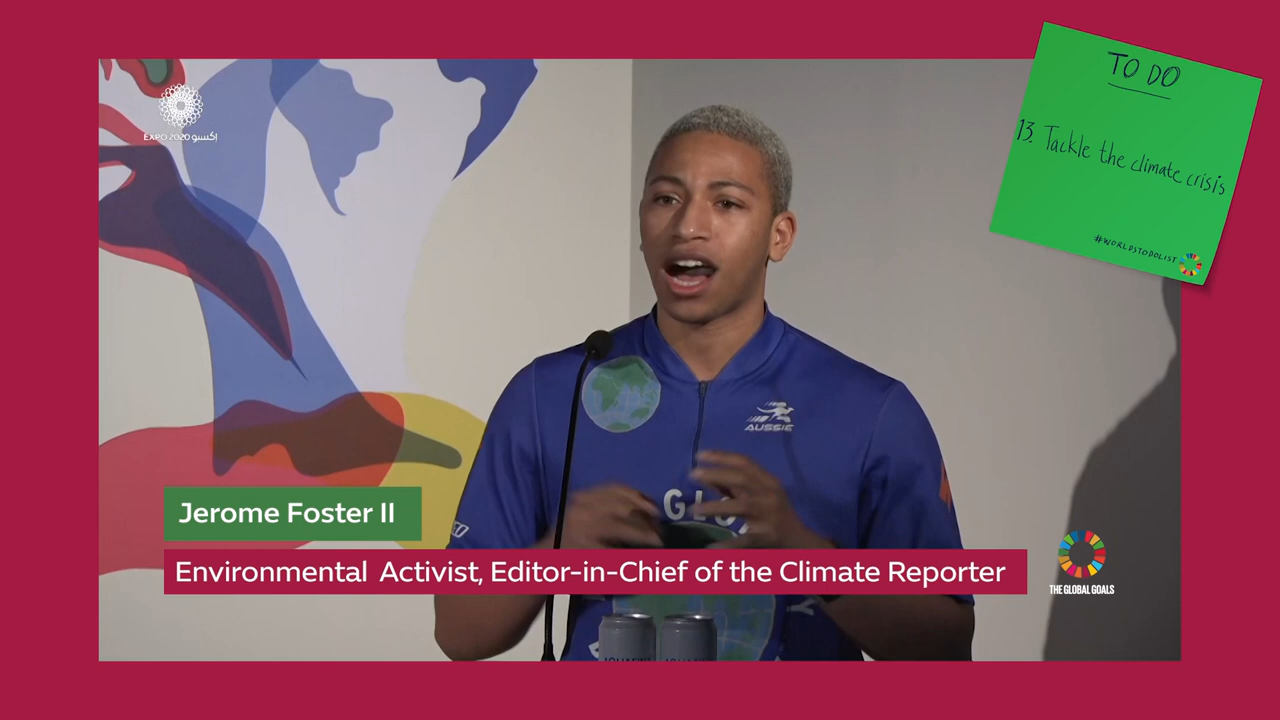 EXPO 2020 إكسبو
TO DO
13. Tackle the climate crisis
#WORLDSTODOLIST
AUSSIE
Jerome Foster II
Environmental Activist, Editor-in-Chief of the Climate Reporter
THE GLOBAL GOALS